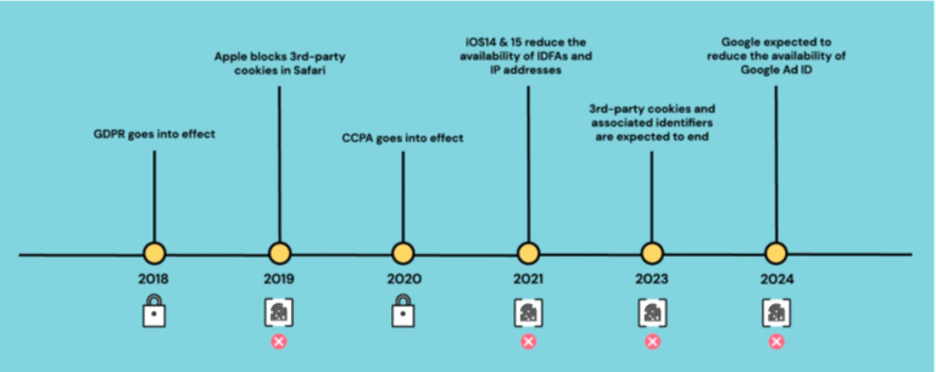 GDPR goes into effect
Apple blocks 3rd-party
cookies in Safari
CCPA goes into effect
iOS14 & 15 reduce the
availability of IDFAs and
IP addresses
3rd-party cookies and
associated identifiers
are expected to end
Google expected to
reduce the availability of
Google Ad ID
2018
2019
2020
2021
2023
2024